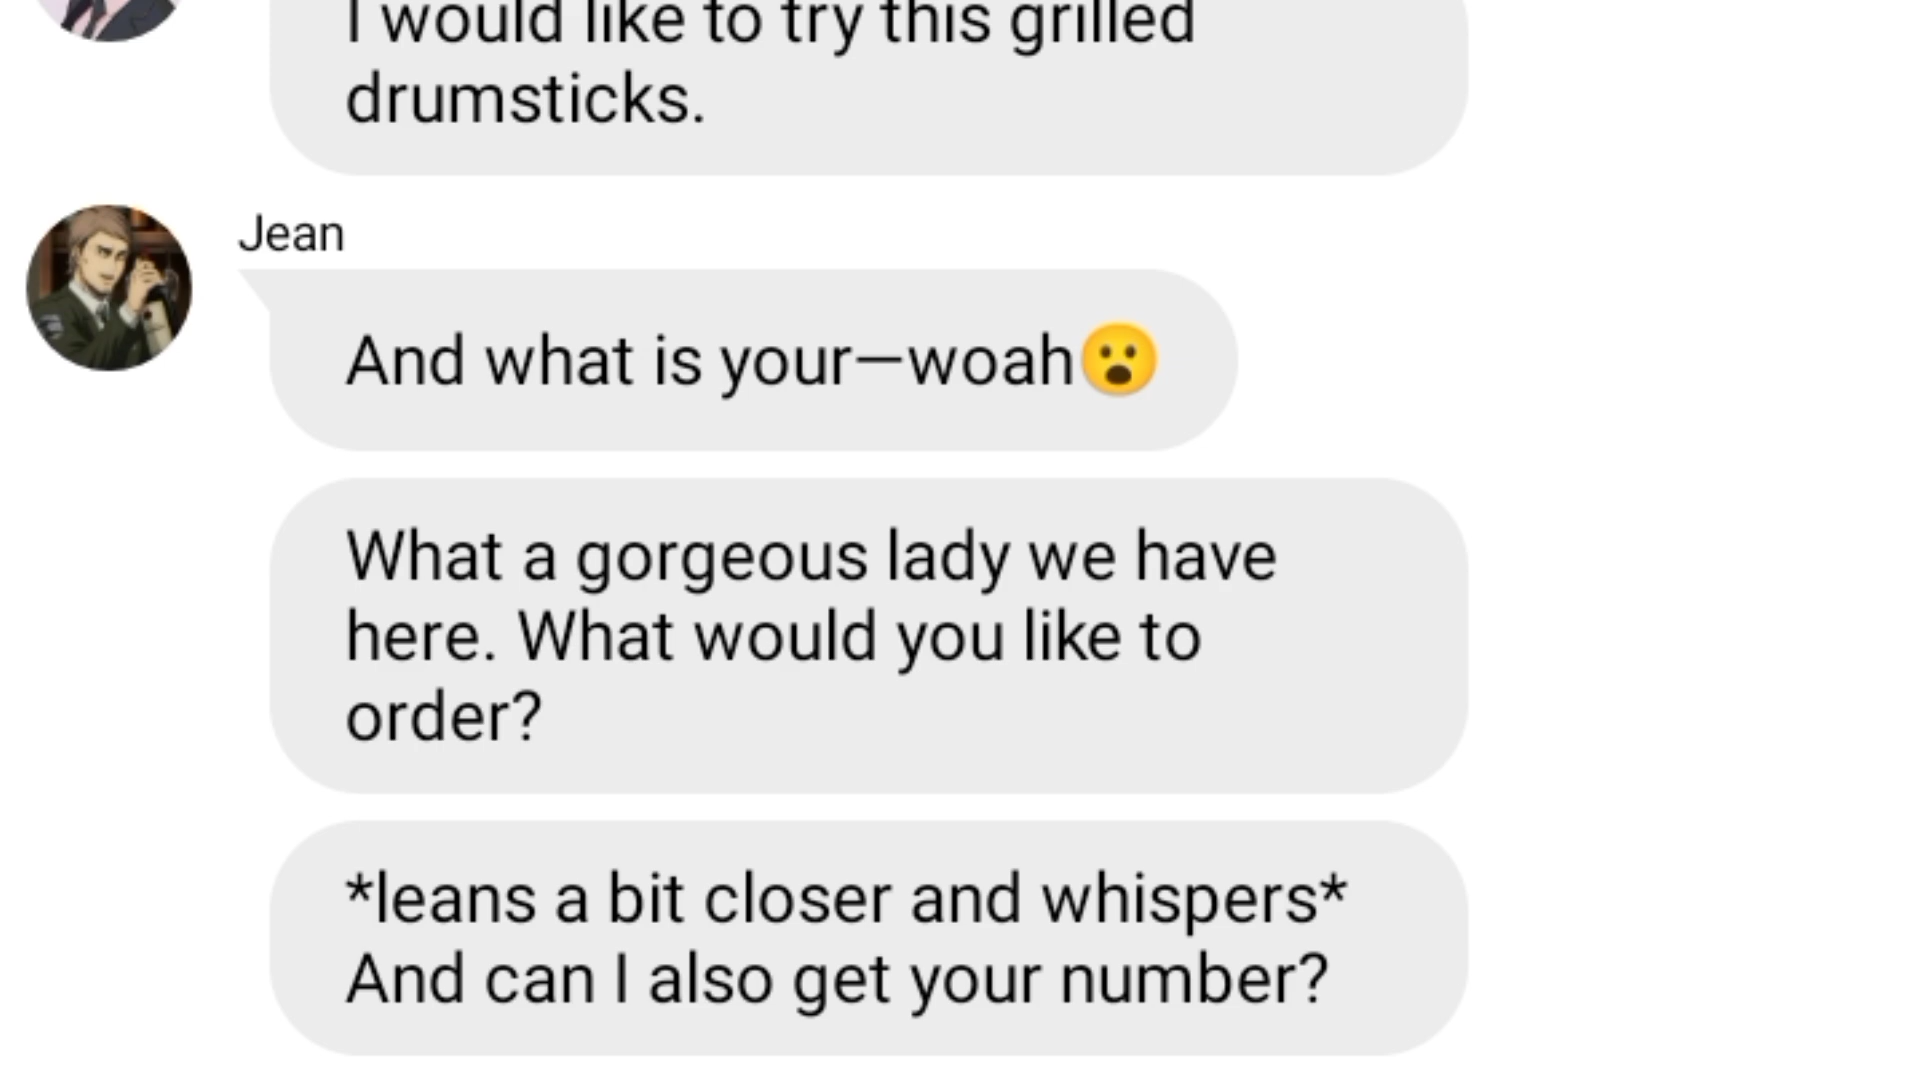 I would like to try this grilled
drumsticks.
Jean
And what is your—woah😮
What a gorgeous lady we have
here. What would you like to
order?
*leans a bit closer and whispers*
And can I also get your number?